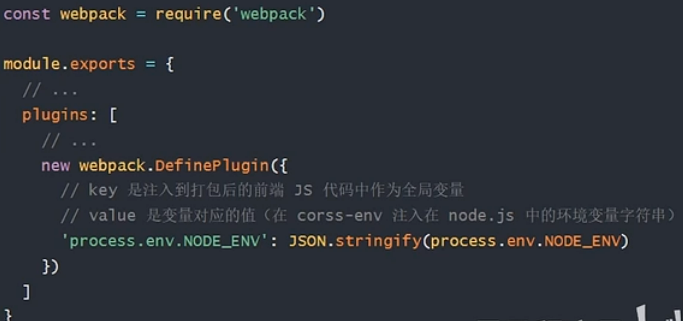 const webpack = require('webpack')
module.exports = {
// ...
plugins: [
// ...
new webpack.DefinePlugin({
// key 是注入到打包后的前端 JS 代码中作为全局变量
// value 是变量对应的值（在 corss-env 注入在 node.js 中的环境变量字符串）
'process.env.NODE_ENV': JSON.stringify(process.env.NODE_ENV)
})
]
}